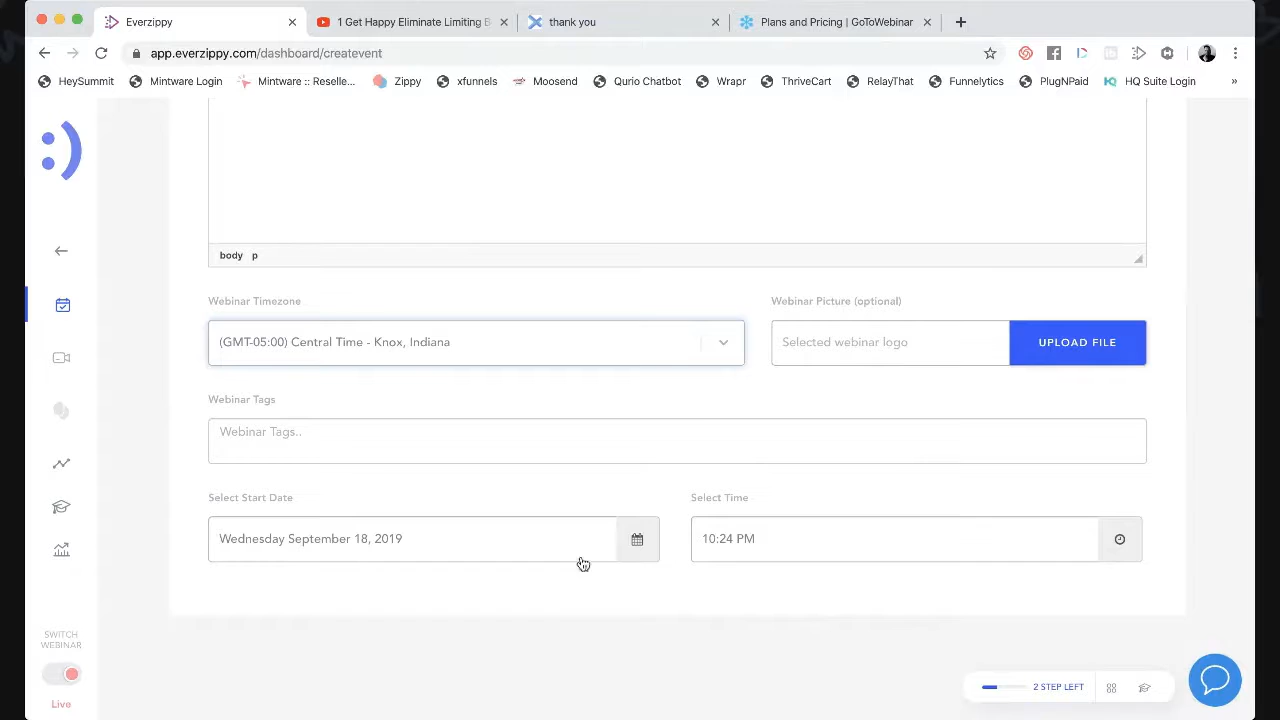 Everzippy
1 Get Happy Eliminate Limiting B
thank you
Plans and Pricing | GoToWebinar
app.everzippy.com/dashboard/createvent
HeySummit
Mintware Login
Mintware :: Reselle...
Zippy
xfunnels
Moosend
Qurio Chatbot
Wrapr
ThriveCart
RelayThat
Funnelytics
PlugNPaid
HQ Suite Login
»
:)
body p
Webinar Timezone
Webinar Picture (optional)
(GMT-05:00) Central Time - Knox, Indiana
Selected webinar logo
UPLOAD FILE
Webinar Tags
Webinar Tags..
Select Start Date
Select Time
Wednesday September 18, 2019
10:24 PM
SWITCH
WEBINAR
Live
2 STEP LEFT